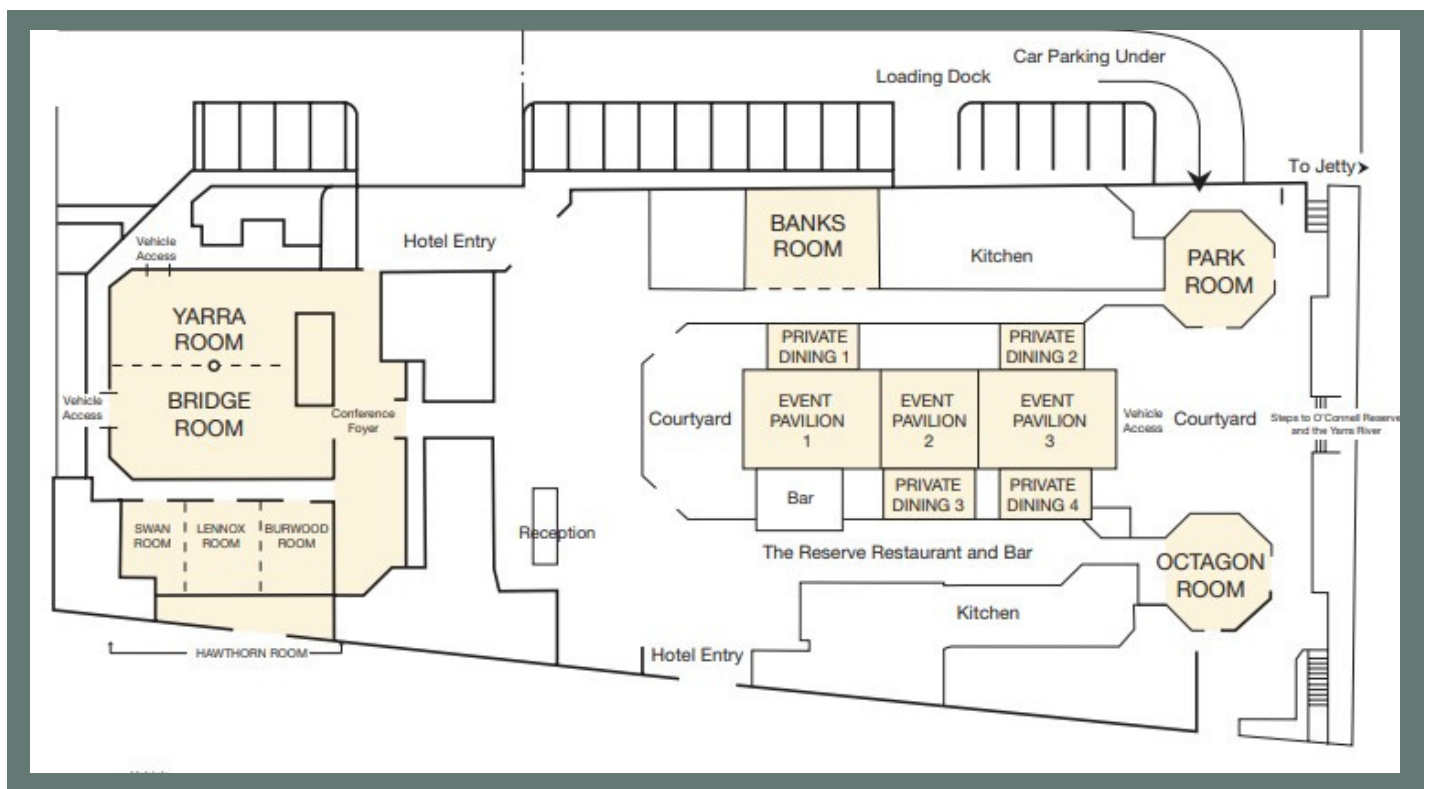 Car Parking Under
Loading Dock
To Jetty
BANKS
ROOM
Hotel Entry
Vehicle
Access
Kitchen
PARK
ROOM
YARRA
ROOM
PRIVATE
DINING 1
PRIVATE
DINING 2
BRIDGE
ROOM
Vehicle
Access
Conference
Foyer
Courtyard
EVENT
PAVILION
1
EVENT
PAVILION
2
EVENT
PAVILION
3
Vehicle
Access
Courtyard
Steps to O'Connell Reserve
and the Yarra River
Bar
PRIVATE
DINING 3
PRIVATE
DINING 4
SWAN
ROOM
LENNOX
ROOM
BURWOOD
ROOM
Reception
The Reserve Restaurant and Bar
OCTAGON
ROOM
Kitchen
HAWTHORN ROOM
Hotel Entry